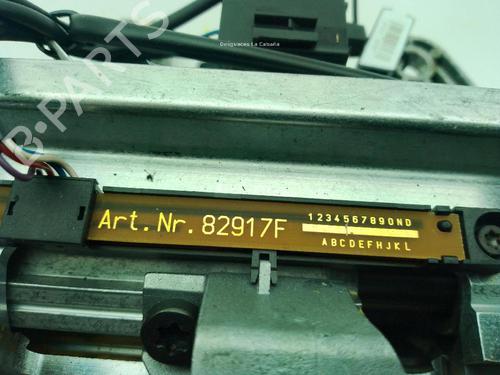 Desguaces La Cabaña
B-PARTS
Art.Nr. 82917F
1234567890ND
ABCDEFHJKL